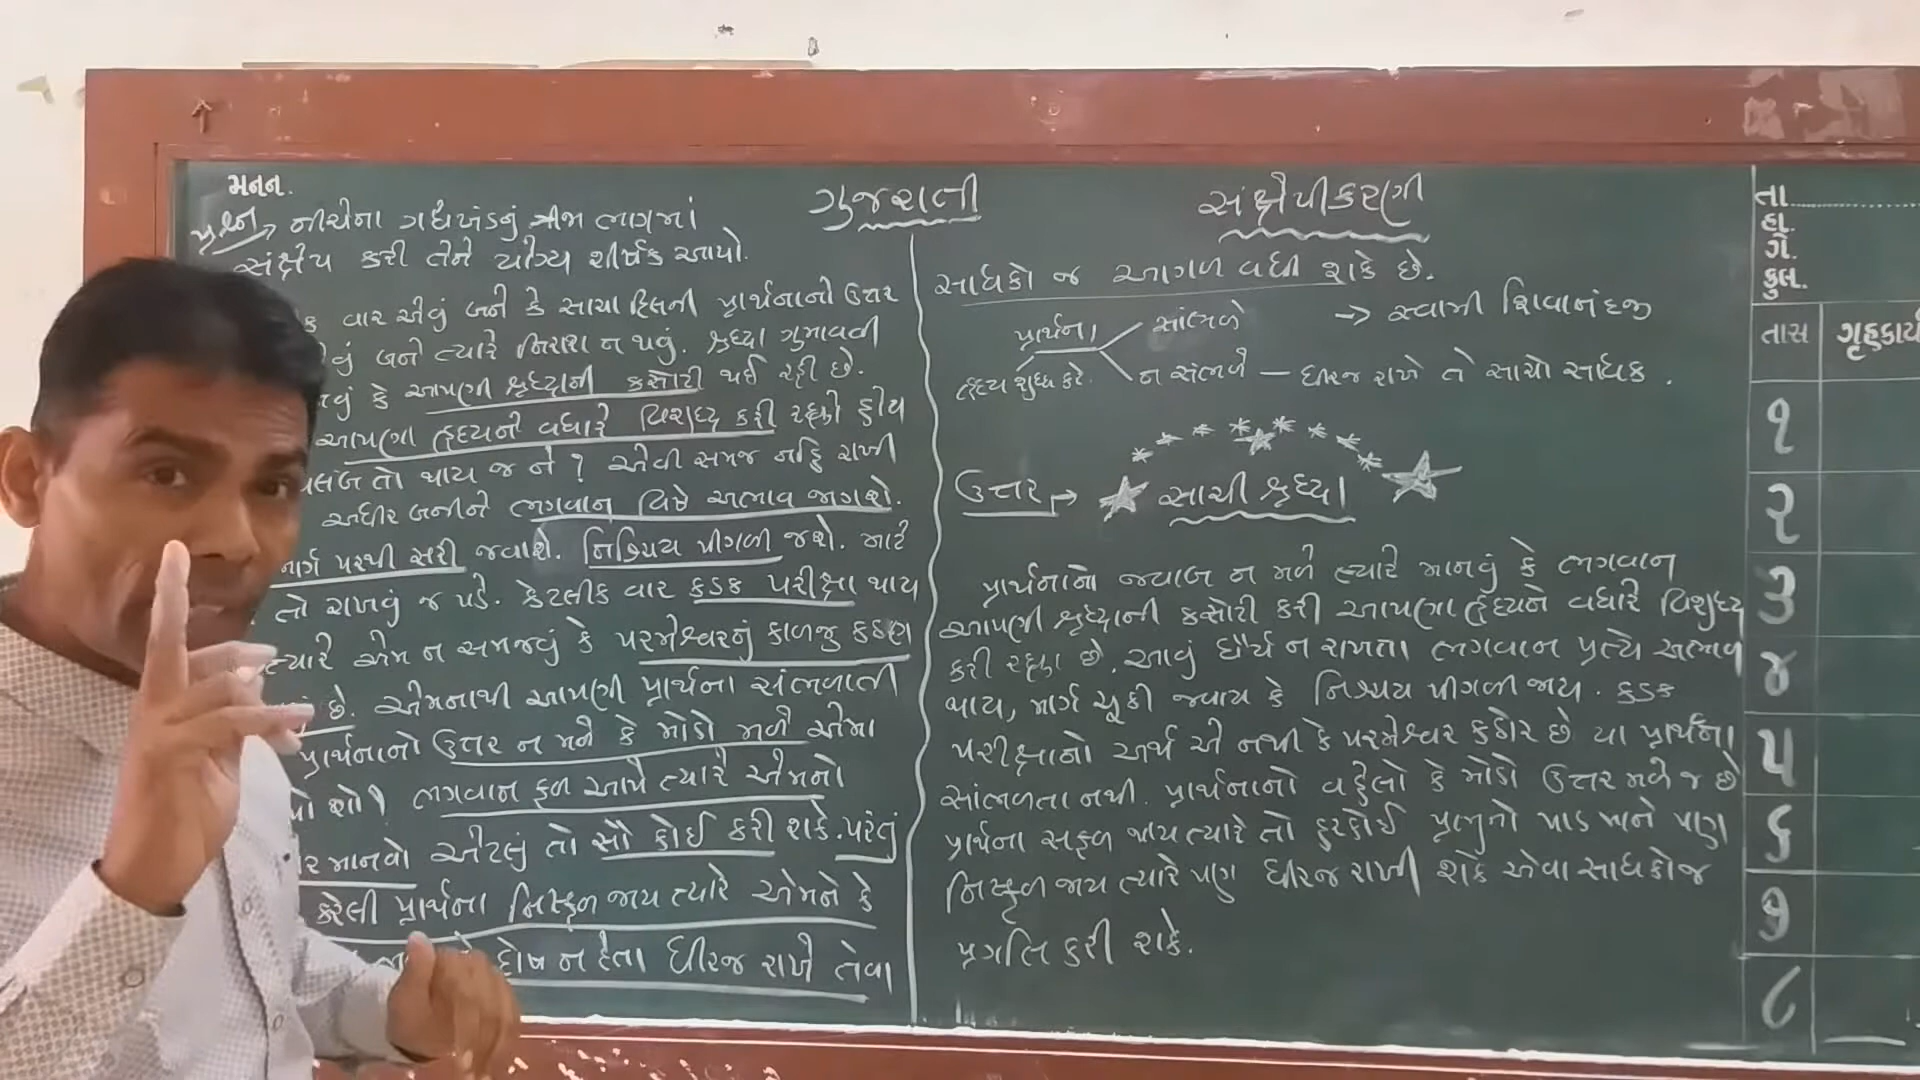 મનન.
ગુજરાતી
સંક્ષેપીકરણ
પ્રશ્ન → નીચેના ગદ્યખંડનું ત્રીજા ભાગમાં
સંક્ષેપ કરી તેને યોગ્ય શીર્ષક આપો.
વાર એવું બને કે સાચા દિલની પ્રાર્થનાનો ઉત્તર
બને ત્યારે નિરાશ ન થવું. શ્રધ્ધા ગુમાવવી
કે આપણી શ્રધ્ધાની કસોટી થઈ રહી છે.
આપણા હૃદયને વધારે વિશુધ્ધ કરી રહ્યો હોય
તો થાય જ ને ? એવી સમજ નહિ રાખી
અધીર બનીને ભગવાન વિષે અભાવ જાગશે.
માર્ગ પરથી સરી જવાશે. નિશ્ચય પીગળી જશે. માટે
તો રાખવું જ પડે. કેટલીક વાર કડક પરીક્ષા થાય
ત્યારે એમ ન સમજવું કે પરમેશ્વરનું કાળજુ કઠણ
છે. એમનાથી આપણી પ્રાર્થના સંભળાતી
પ્રાર્થનાનો ઉત્તર ન મળે કે મોડો મળે એમા
શો? ભગવાન ફળ આપે ત્યારે એમનો
માનવો એટલું તો સૌ કોઈ કરી શકે. પરંતું
કરેલી પ્રાર્થના નિષ્ફળ જાય ત્યારે એમને કે
દોષ ન દેતા ધીરજ રાખે તેવા
સાધકો જ આગળ વધી શકે છે.
→ સ્વામી શિવાનંદજી
પ્રાર્થના સાંભળે
હૃદય શુધ્ધ કરે. ન સંભળે — ધીરજ રાખે તે સાચો સાધક .
ઉત્તર → સાચી શ્રધ્ધા
પ્રાર્થનાનો જવાબ ન મળે ત્યારે માનવું કે ભગવાન
આપણી શ્રધ્ધાની કસોટી કરી આપણા હૃદયને વધારે વિશુધ્ધ
કરી રહ્યા છે. આવું ધૈર્ય ન રાખતા ભગવાન પ્રત્યે અભાવ
થાય, માર્ગ ચૂકી જવાય કે નિશ્ચય પીગળી જાય . કડક
પરીક્ષાનો અર્થ એ નથી કે પરમેશ્વર કઠોર છે યા પ્રાર્થના
સાંભળતા નથી. પ્રાર્થનાનો વહેલો કે મોડો ઉત્તર મળે જ છે
પ્રાર્થના સફળ થાય ત્યારે તો હરકોઈ પ્રભુનો પાડ માને પણ
નિષ્ફળ જાય ત્યારે પણ ધીરજ રાખી શકે એવા સાધકો જ
પ્રગતિ કરી શકે.
તા
હા.
ગે.
કુલ.
તાસ ગૃહકાર્ય
૧
૨
૩
૪
૫
૬
૭
૮